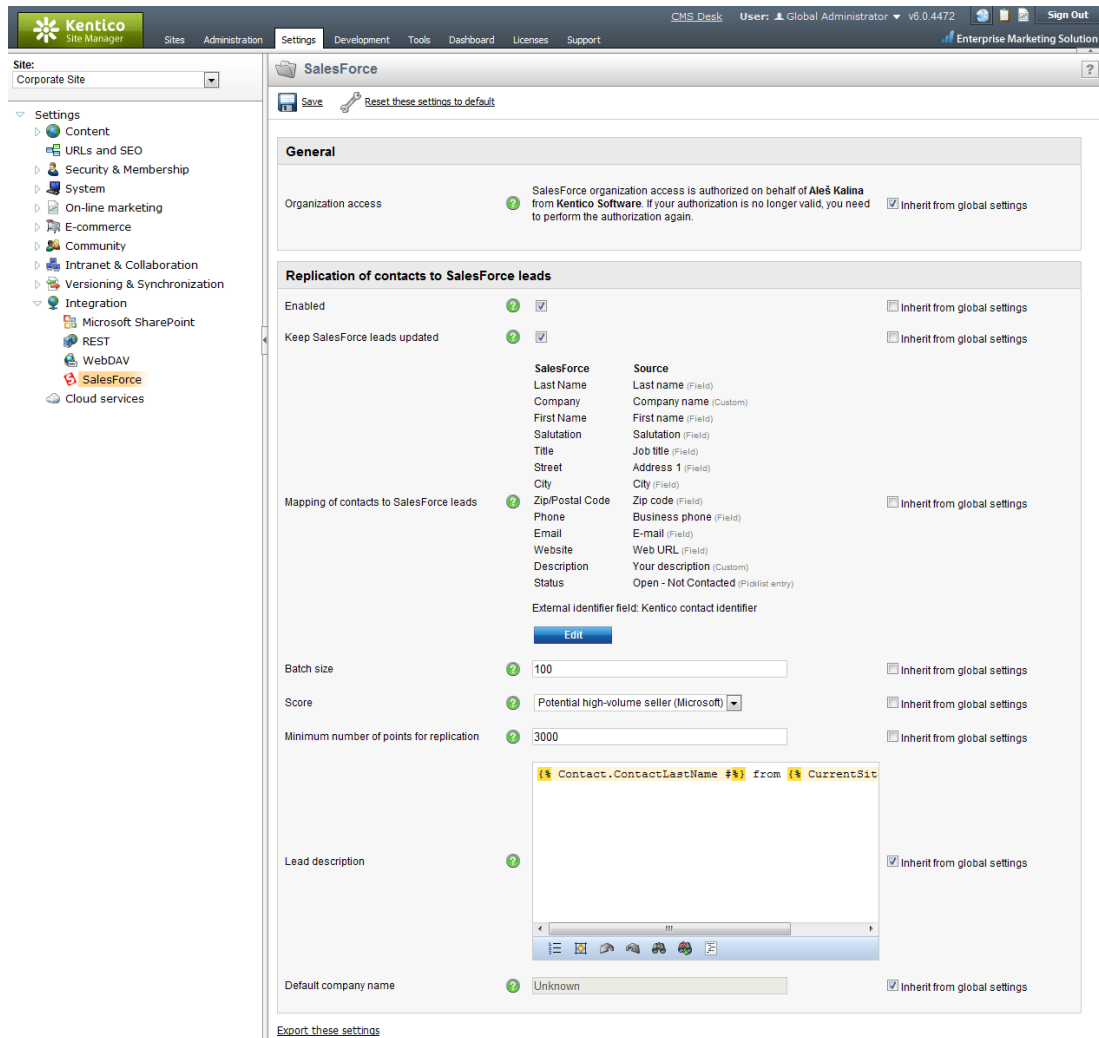 Kentico
Site Manager
Sites Administration Settings Development Tools Dashboard Licenses Support
CMS Desk User: Global Administrator v6.0.4472 Sign Out
Enterprise Marketing Solution
Site:
Corporate Site
Settings
Content
URLs and SEO
Security & Membership
System
On-line marketing
E-commerce
Community
Intranet & Collaboration
Versioning & Synchronization
Integration
Microsoft SharePoint
REST
WebDAV
SalesForce
Cloud services
SalesForce
?
Save Reset these settings to default
General
Organization access ? SalesForce organization access is authorized on behalf of Aleš Kalina
from Kentico Software. If your authorization is no longer valid, you need
to perform the authorization again.
Inherit from global settings
Replication of contacts to SalesForce leads
Enabled ? Inherit from global settings
Keep SalesForce leads updated ? Inherit from global settings
Mapping of contacts to SalesForce leads ?
SalesForce Source
Last Name Last name (Field)
Company Company name (Custom)
First Name First name (Field)
Salutation Salutation (Field)
Title Job title (Field)
Street Address 1 (Field)
City City (Field)
Zip/Postal Code Zip code (Field)
Phone Business phone (Field)
Email E-mail (Field)
Website Web URL (Field)
Description Your description (Custom)
Status Open - Not Contacted (Picklist entry)
External identifier field: Kentico contact identifier
Edit
Inherit from global settings
Batch size ? 100 Inherit from global settings
Score ? Potential high-volume seller (Microsoft) Inherit from global settings
Minimum number of points for replication ? 3000 Inherit from global settings
Lead description ? {% Contact.ContactLastName #%} from {% CurrentSit
Inherit from global settings
Default company name ? Unknown Inherit from global settings
Export these settings